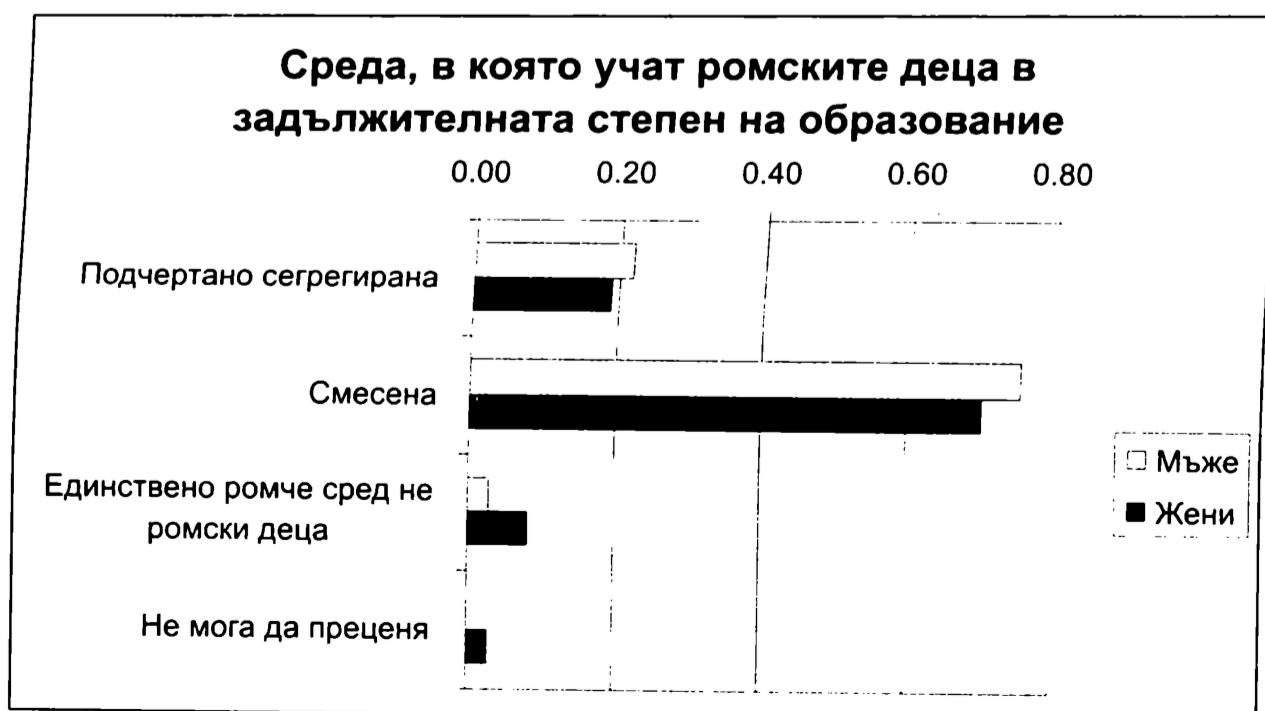 Среда, в която учат ромските деца в
задължителната степен на образование
0.00 0.20 0.40 0.60 0.80
Подчертано сегрегирана
Смесена
Единствено ромче сред не
ромски деца
Не мога да преценя
Мъже
Жени